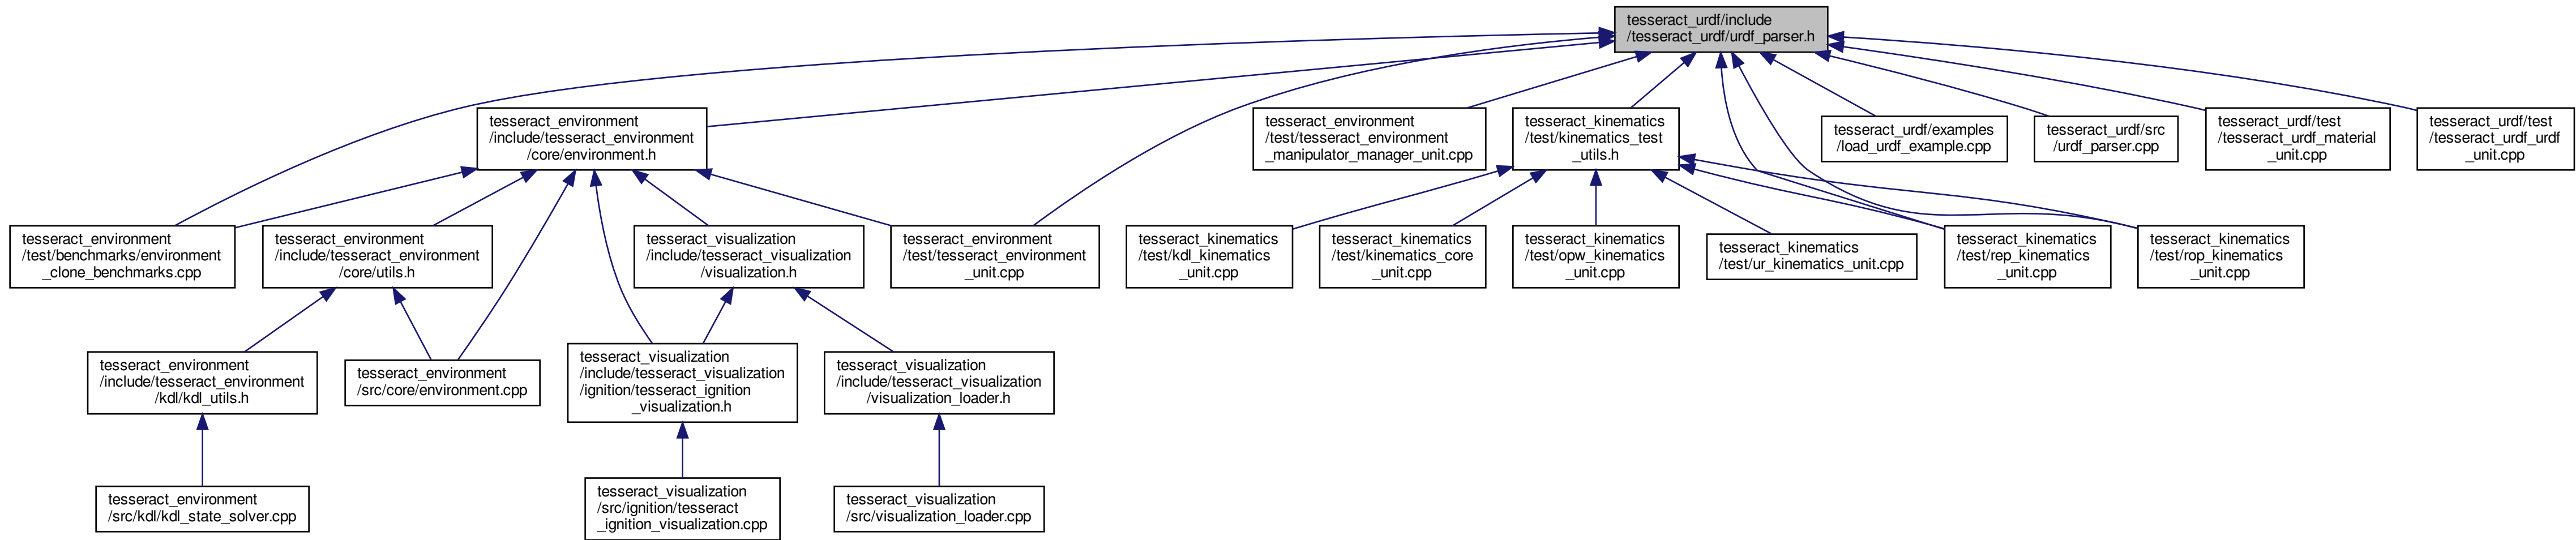 tesseract_urdf/include
/tesseract_urdf/urdf_parser.h
tesseract_environment
/include/tesseract_environment
/core/environment.h
tesseract_environment
/test/tesseract_environment
_manipulator_manager_unit.cpp
tesseract_kinematics
/test/kinematics_test
_utils.h
tesseract_urdf/examples
/load_urdf_example.cpp
tesseract_urdf/src
/urdf_parser.cpp
tesseract_urdf/test
/tesseract_urdf_material
_unit.cpp
tesseract_urdf/test
/tesseract_urdf_urdf
_unit.cpp
tesseract_environment
/test/benchmarks/environment
_clone_benchmarks.cpp
tesseract_environment
/include/tesseract_environment
/core/utils.h
tesseract_visualization
/include/tesseract_visualization
/visualization.h
tesseract_environment
/test/tesseract_environment
_unit.cpp
tesseract_kinematics
/test/kdl_kinematics
_unit.cpp
tesseract_kinematics
/test/kinematics_core
_unit.cpp
tesseract_kinematics
/test/opw_kinematics
_unit.cpp
tesseract_kinematics
/test/ur_kinematics_unit.cpp
tesseract_kinematics
/test/rep_kinematics
_unit.cpp
tesseract_kinematics
/test/rop_kinematics
_unit.cpp
tesseract_environment
/include/tesseract_environment
/kdl/kdl_utils.h
tesseract_environment
/src/core/environment.cpp
tesseract_visualization
/include/tesseract_visualization
/ignition/tesseract_ignition
_visualization.h
tesseract_visualization
/include/tesseract_visualization
/visualization_loader.h
tesseract_environment
/src/kdl/kdl_state_solver.cpp
tesseract_visualization
/src/ignition/tesseract
_ignition_visualization.cpp
tesseract_visualization
/src/visualization_loader.cpp